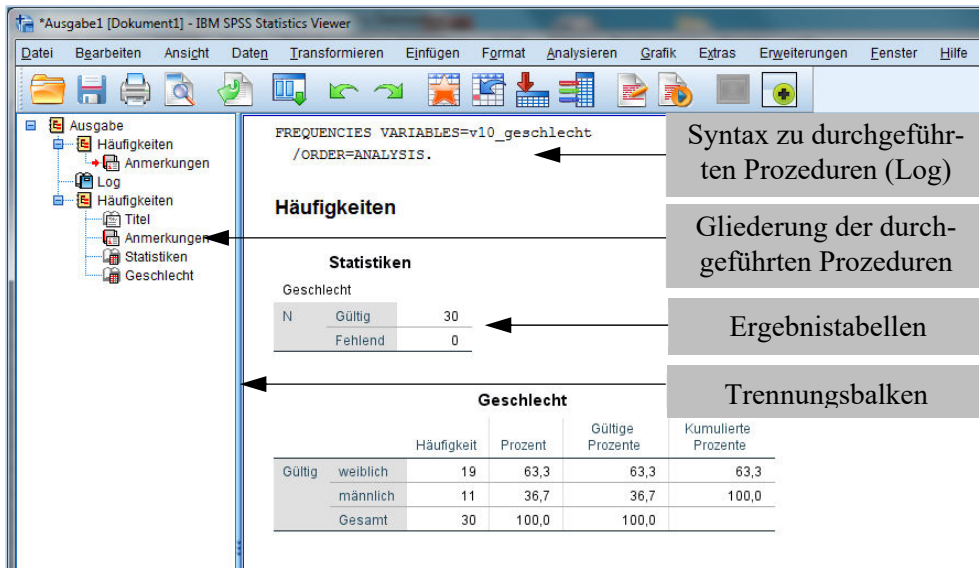 *Ausgabe1 [Dokument1] - IBM SPSS Statistics Viewer
Datei Bearbeiten Ansicht Daten Transformieren Einfügen Format Analysieren Grafik Extras Erweiterungen Fenster Hilfe
Ausgabe
Häufigkeiten
Anmerkungen
Log
Häufigkeiten
Titel
Anmerkungen
Statistiken
Geschlecht
FREQUENCIES VARIABLES=v10_geschlecht
/ORDER=ANALYSIS.
Häufigkeiten
Statistiken
Geschlecht
N Gültig 30
Fehlend 0
Geschlecht
Häufigkeit Prozent Gültige Prozente Kumulierte Prozente
Gültig weiblich 19 63,3 63,3 63,3
männlich 11 36,7 36,7 100,0
Gesamt 30 100,0 100,0
Syntax zu durchgeführ-
ten Prozeduren (Log)
Gliederung der durch-
geführten Prozeduren
Ergebnistabellen
Trennungsbalken